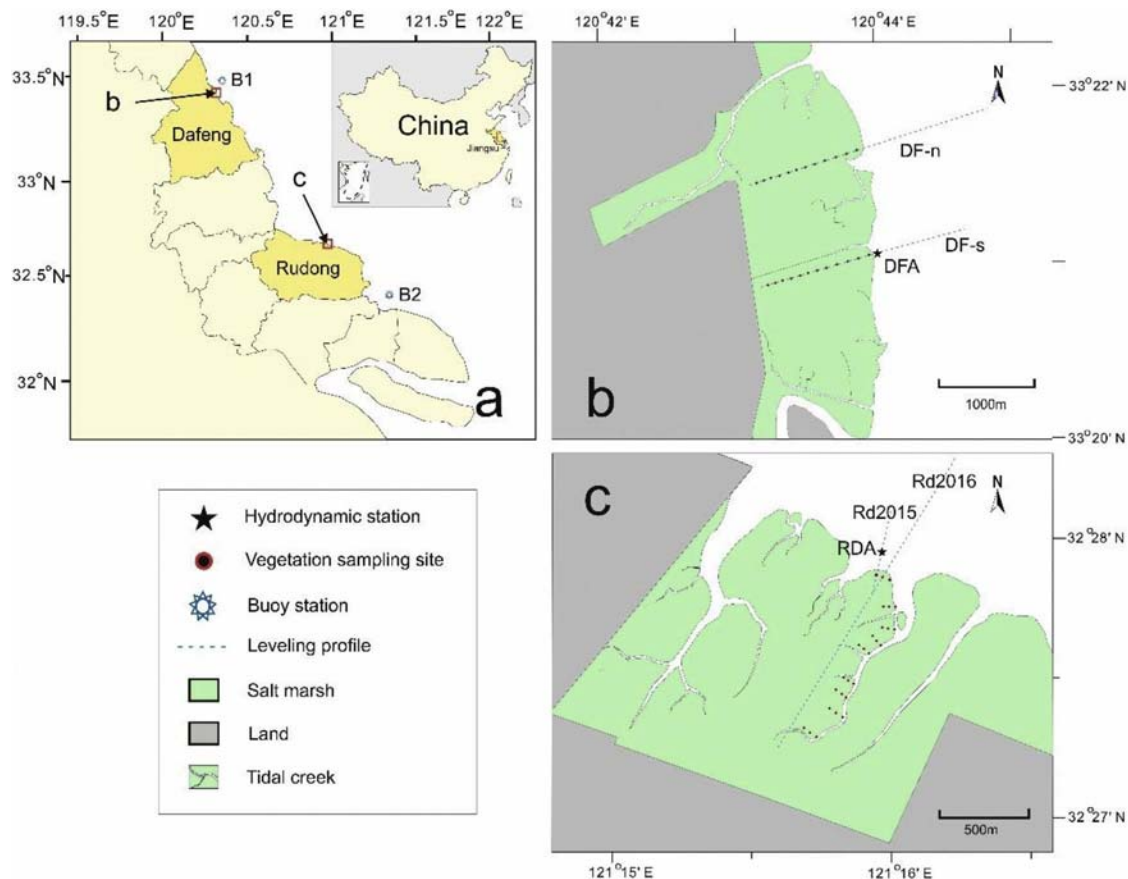 119.5°E 120°E 120.5°E 121°E 121.5°E 122°E
33.5°N
33°N
32.5°N
32°N
B1
b
Dafeng
China
Jiangsu
c
Rudong
B2
a
120°42' E 120°44' E
N
33°22' N
DF-n
DF-s
DFA
b
1000m
33°20' N
Hydrodynamic station
Vegetation sampling site
Buoy station
Leveling profile
Salt marsh
Land
Tidal creek
c
Rd2016
N
Rd2015
RDA
32°28' N
500m
32°27' N
121°15' E 121°16' E